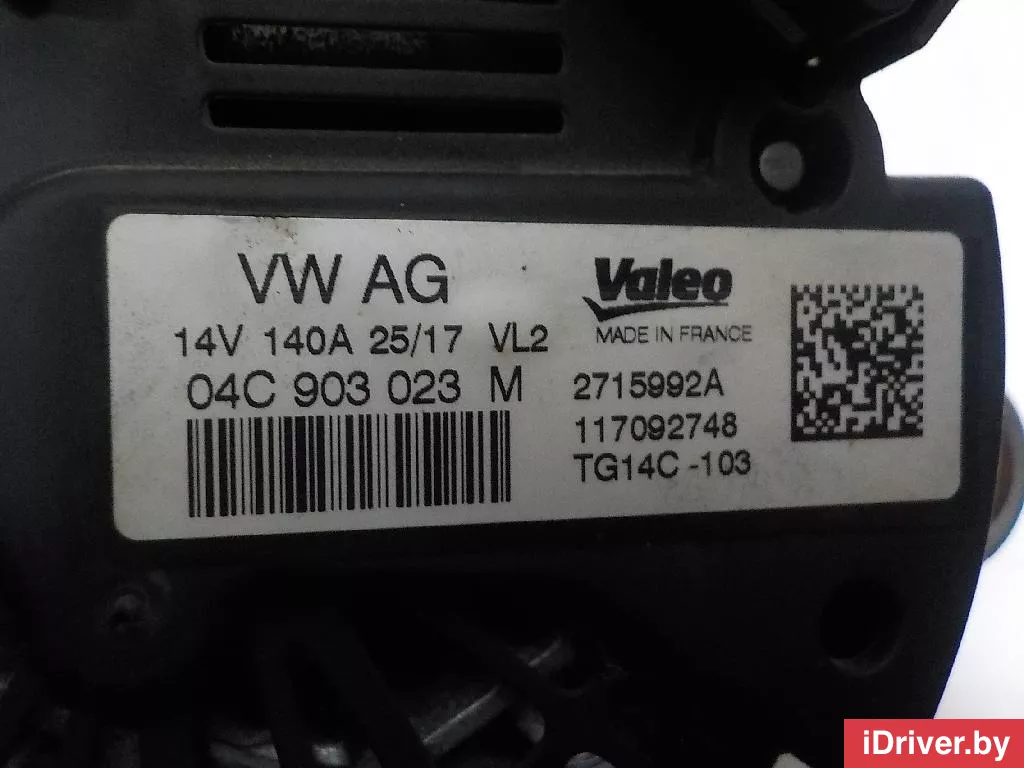 VW AG
14V 140A 25/17 VL2
04C 903 023 M
Valeo
MADE IN FRANCE
2715992A
117092748
TG14C -103
iDriver.by